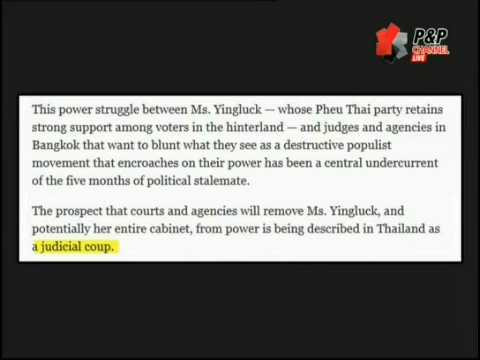 P&P
CHANNEL
LIVE
This power struggle between Ms. Yingluck — whose Pheu Thai party retains
strong support among voters in the hinterland — and judges and agencies in
Bangkok that want to blunt what they see as a destructive populist
movement that encroaches on their power has been a central undercurrent
of the five months of political stalemate.
The prospect that courts and agencies will remove Ms. Yingluck, and
potentially her entire cabinet, from power is being described in Thailand as
a judicial coup.